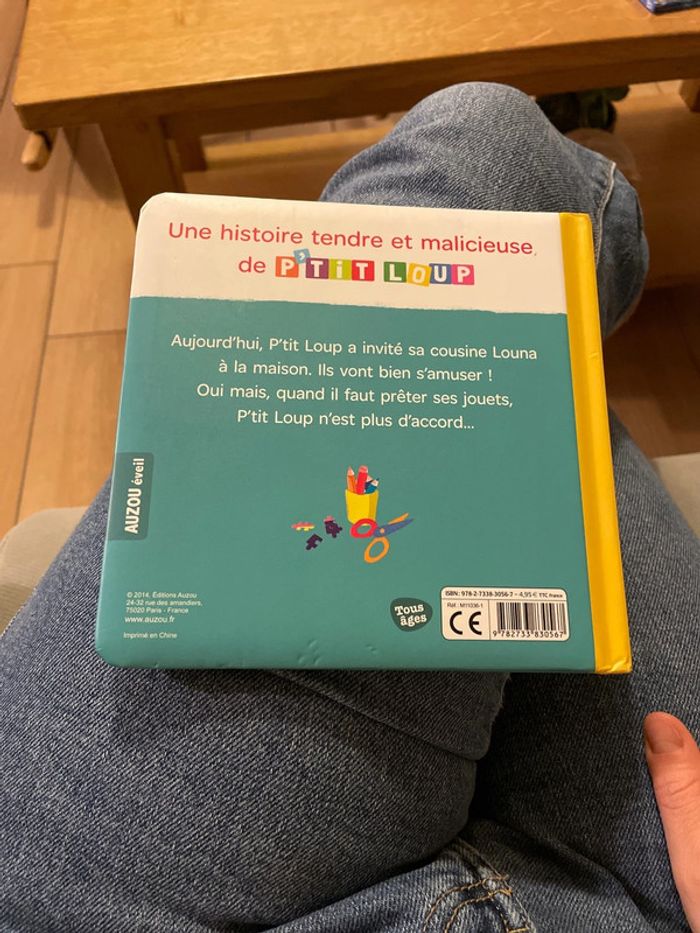 Une histoire tendre et malicieuse
de P'TIT LOUP
Aujourd'hui, P'tit Loup a invité sa cousine Louna
à la maison. Ils vont bien s'amuser !
Oui mais, quand il faut prêter ses jouets,
P'tit Loup n'est plus d'accord...
AUZOU éveil
© 2014, Éditions Auzou
24-32 rue des amandiers,
75020 Paris - France
www.auzou.fr
Imprimé en Chine
Tous
âges
ISBN: 978-2-7338-3056-7 - 4,95 € TTC France
Réf.: M11036-1
CE
9 782733 830567